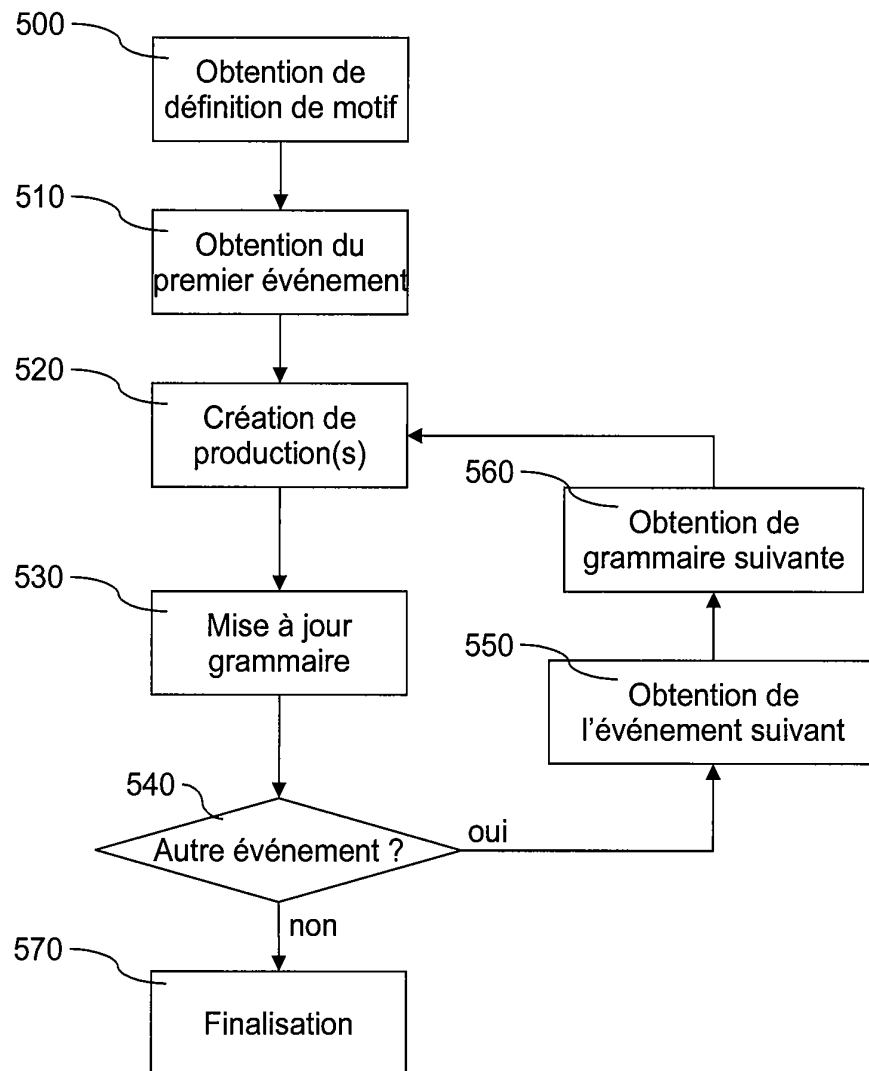 500
Obtention de
définition de motif
510
Obtention du
premier événement
520
Création de
production(s)
560
Obtention de
grammaire suivante
530
Mise à jour
grammaire
550
Obtention de
l'événement suivant
540
Autre événement ?
oui
non
570
Finalisation